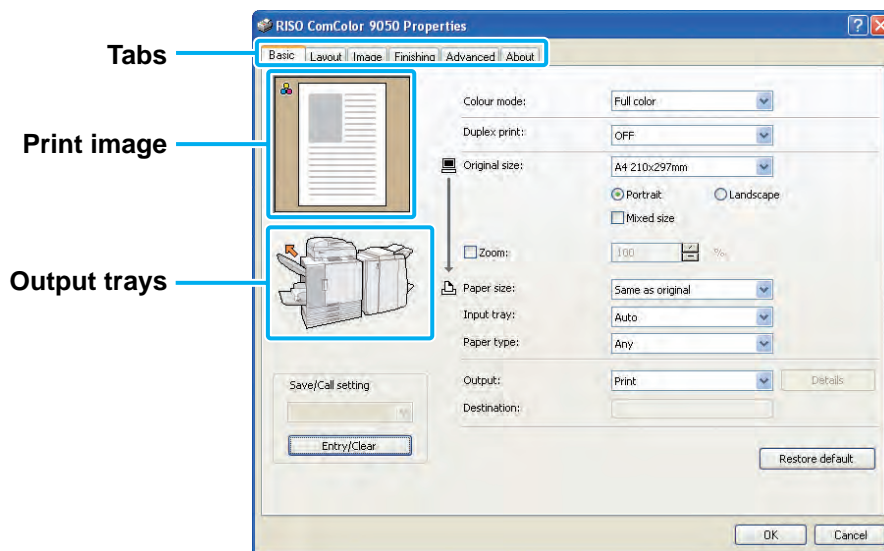 RISO ComColor 9050 Properties
Tabs
Basic Layout Image Finishing Advanced About
Print image
Output trays
Colour mode: Full color
Duplex print: OFF
Original size: A4 210x297mm
Portrait Landscape
Mixed size
Zoom: 100 %
Paper size: Same as original
Input tray: Auto
Paper type: Any
Output: Print Details
Destination:
Save/Call setting
Entry/Clear
Restore default
OK Cancel